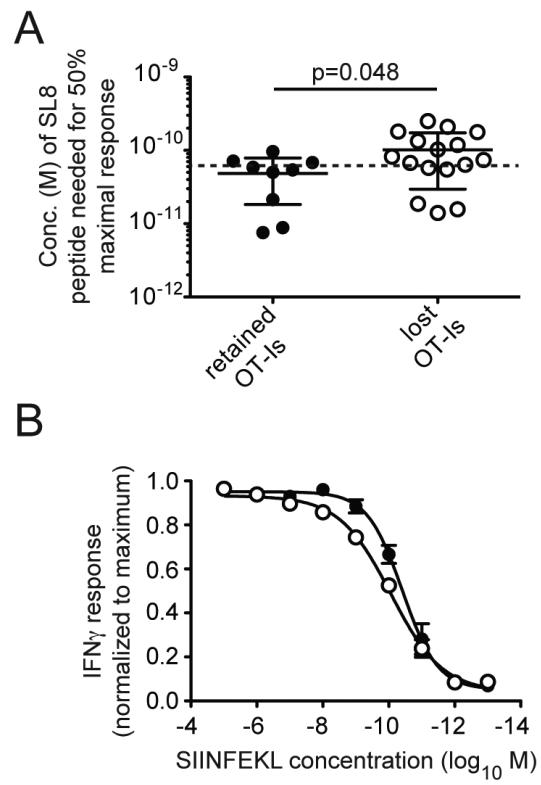 A
Conc. (M) of SL8
peptide needed for 50%
maximal response
p=0.048
10-9
10-10
10-11
10-12
retained
OT-Is
lost
OT-Is
B
IFNγ response
(normalized to maximum)
1.0
0.8
0.6
0.4
0.2
0.0
-4 -6 -8 -10 -12 -14
SIINFEKL concentration (log10 M)